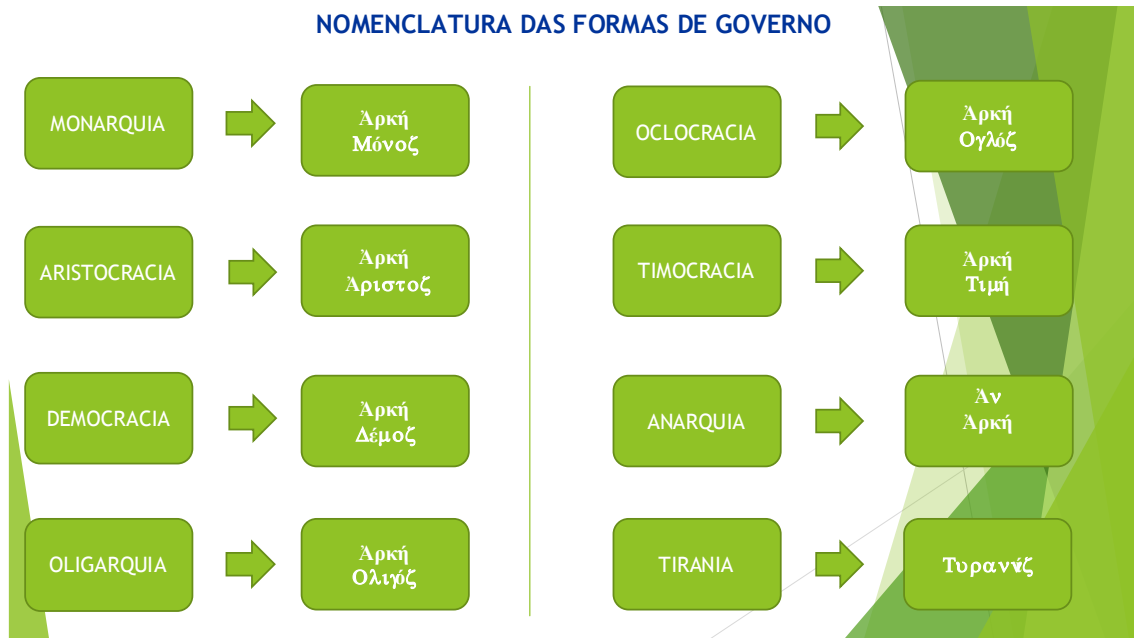 NOMENCLATURA DAS FORMAS DE GOVERNO
MONARQUIA
Ἀρκή
Μόνοζ
ARISTOCRACIA
Ἀρκή
Ἀριστοζ
DEMOCRACIA
Ἀρκή
Δέμοζ
OLIGARQUIA
Ἀρκή
Ολιγόζ
OCLOCRACIA
Ἀρκή
Ογλόζ
TIMOCRACIA
Ἀρκή
Τιμή
ANARQUIA
Ἀν
Ἀρκή
TIRANIA